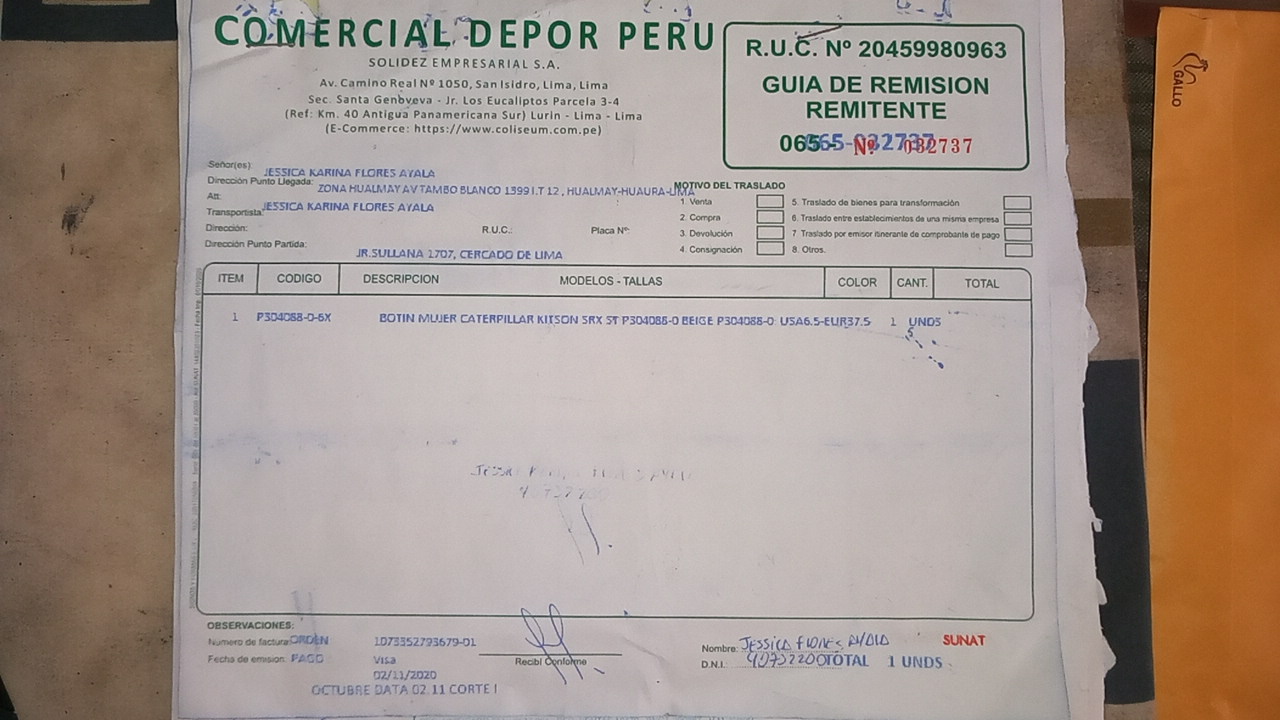 COMERCIAL DEPOR PERU
SOLIDEZ EMPRESARIAL S.A.
Av. Camino Real Nº 1050, San Isidro, Lima, Lima
Sec. Santa Genoveva - Jr. Los Eucaliptos Parcela 3-4
(Ref: Km. 40 Antigua Panamericana Sur) Lurin - Lima - Lima
(E-Commerce: https://www.coliseum.com.pe)
R.U.C. Nº 20459980963
GUIA DE REMISION
REMITENTE
065- 065-032737 Nº 032737
GALLO
Señor(es): JESSICA KARINA FLORES AYALA
Dirección Punto Llegada: ZONA HUALMAY AV TAMBO BLANCO 1399 I.T 12 , HUALMAY-HUAURA-LIMA
Att:
Transportista: JESSICA KARINA FLORES AYALA
Dirección: R.U.C.: Placa Nº:
Dirección Punto Partida: JR.SULLANA 1707, CERCADO DE LIMA
MOTIVO DEL TRASLADO
1. Venta 5. Traslado de bienes para transformación
2. Compra 6. Traslado entre establecimientos de una misma empresa
3. Devolución 7. Traslado por emisor itinerante de comprobante de pago
4. Consignación 8. Otros.
ITEM CODIGO DESCRIPCION MODELOS - TALLAS COLOR CANT. TOTAL
1 P304088-0-6X BOTIN MUJER CATERPILLAR KITSON SRX ST P304088-0 BEIGE P304088-0: USA6.5-EUR37.5 1 UNDS
OBSERVACIONES:
Número de factura: ORDEN 1073352793679-01
Fecha de emisión: PAGO Visa
02/11/2020
OCTUBRE DATA 02.11 CORTE I
Recibí Conforme
Nombre: JESSICA FLORES AYALA SUNAT
D.N.I. TOTAL 1 UNDS